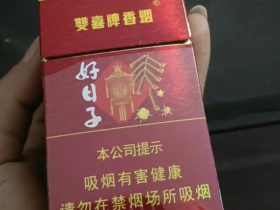 雙喜牌香烟®
好日子
本公司提示
吸烟有害健康
请勿在禁烟场所吸烟